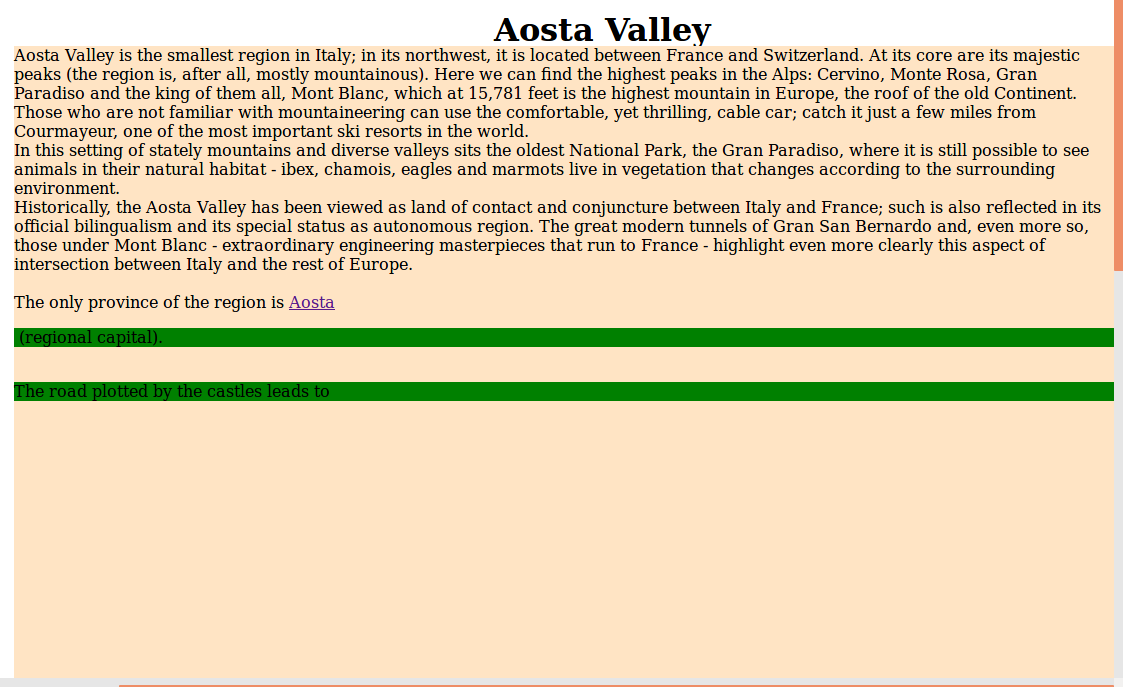 Aosta Valley
Aosta Valley is the smallest region in Italy; in its northwest, it is located between France and Switzerland. At its core are its majestic
peaks (the region is, after all, mostly mountainous). Here we can find the highest peaks in the Alps: Cervino, Monte Rosa, Gran
Paradiso and the king of them all, Mont Blanc, which at 15,781 feet is the highest mountain in Europe, the roof of the old Continent.
Those who are not familiar with mountaineering can use the comfortable, yet thrilling, cable car; catch it just a few miles from
Courmayeur, one of the most important ski resorts in the world.
In this setting of stately mountains and diverse valleys sits the oldest National Park, the Gran Paradiso, where it is still possible to see
animals in their natural habitat - ibex, chamois, eagles and marmots live in vegetation that changes according to the surrounding
environment.
Historically, the Aosta Valley has been viewed as land of contact and conjuncture between Italy and France; such is also reflected in its
official bilingualism and its special status as autonomous region. The great modern tunnels of Gran San Bernardo and, even more so,
those under Mont Blanc - extraordinary engineering masterpieces that run to France - highlight even more clearly this aspect of
intersection between Italy and the rest of Europe.
The only province of the region is Aosta
(regional capital).
The road plotted by the castles leads to